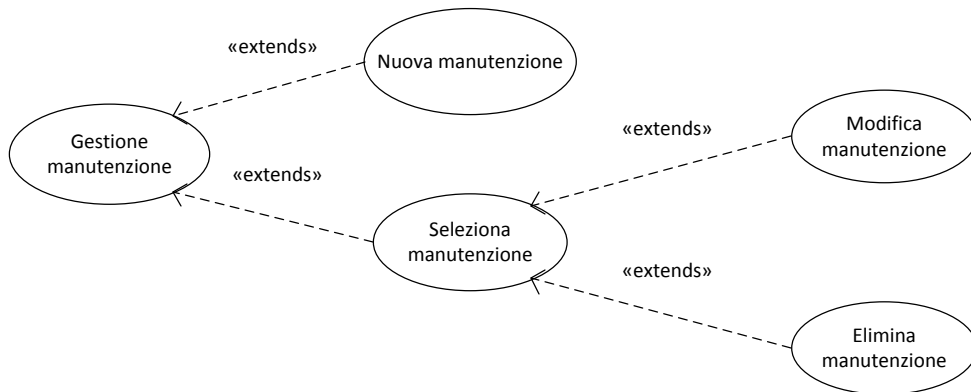 «extends»
Nuova manutenzione
Gestione
manutenzione
«extends»
Seleziona
manutenzione
«extends»
Modifica
manutenzione
«extends»
Elimina
manutenzione